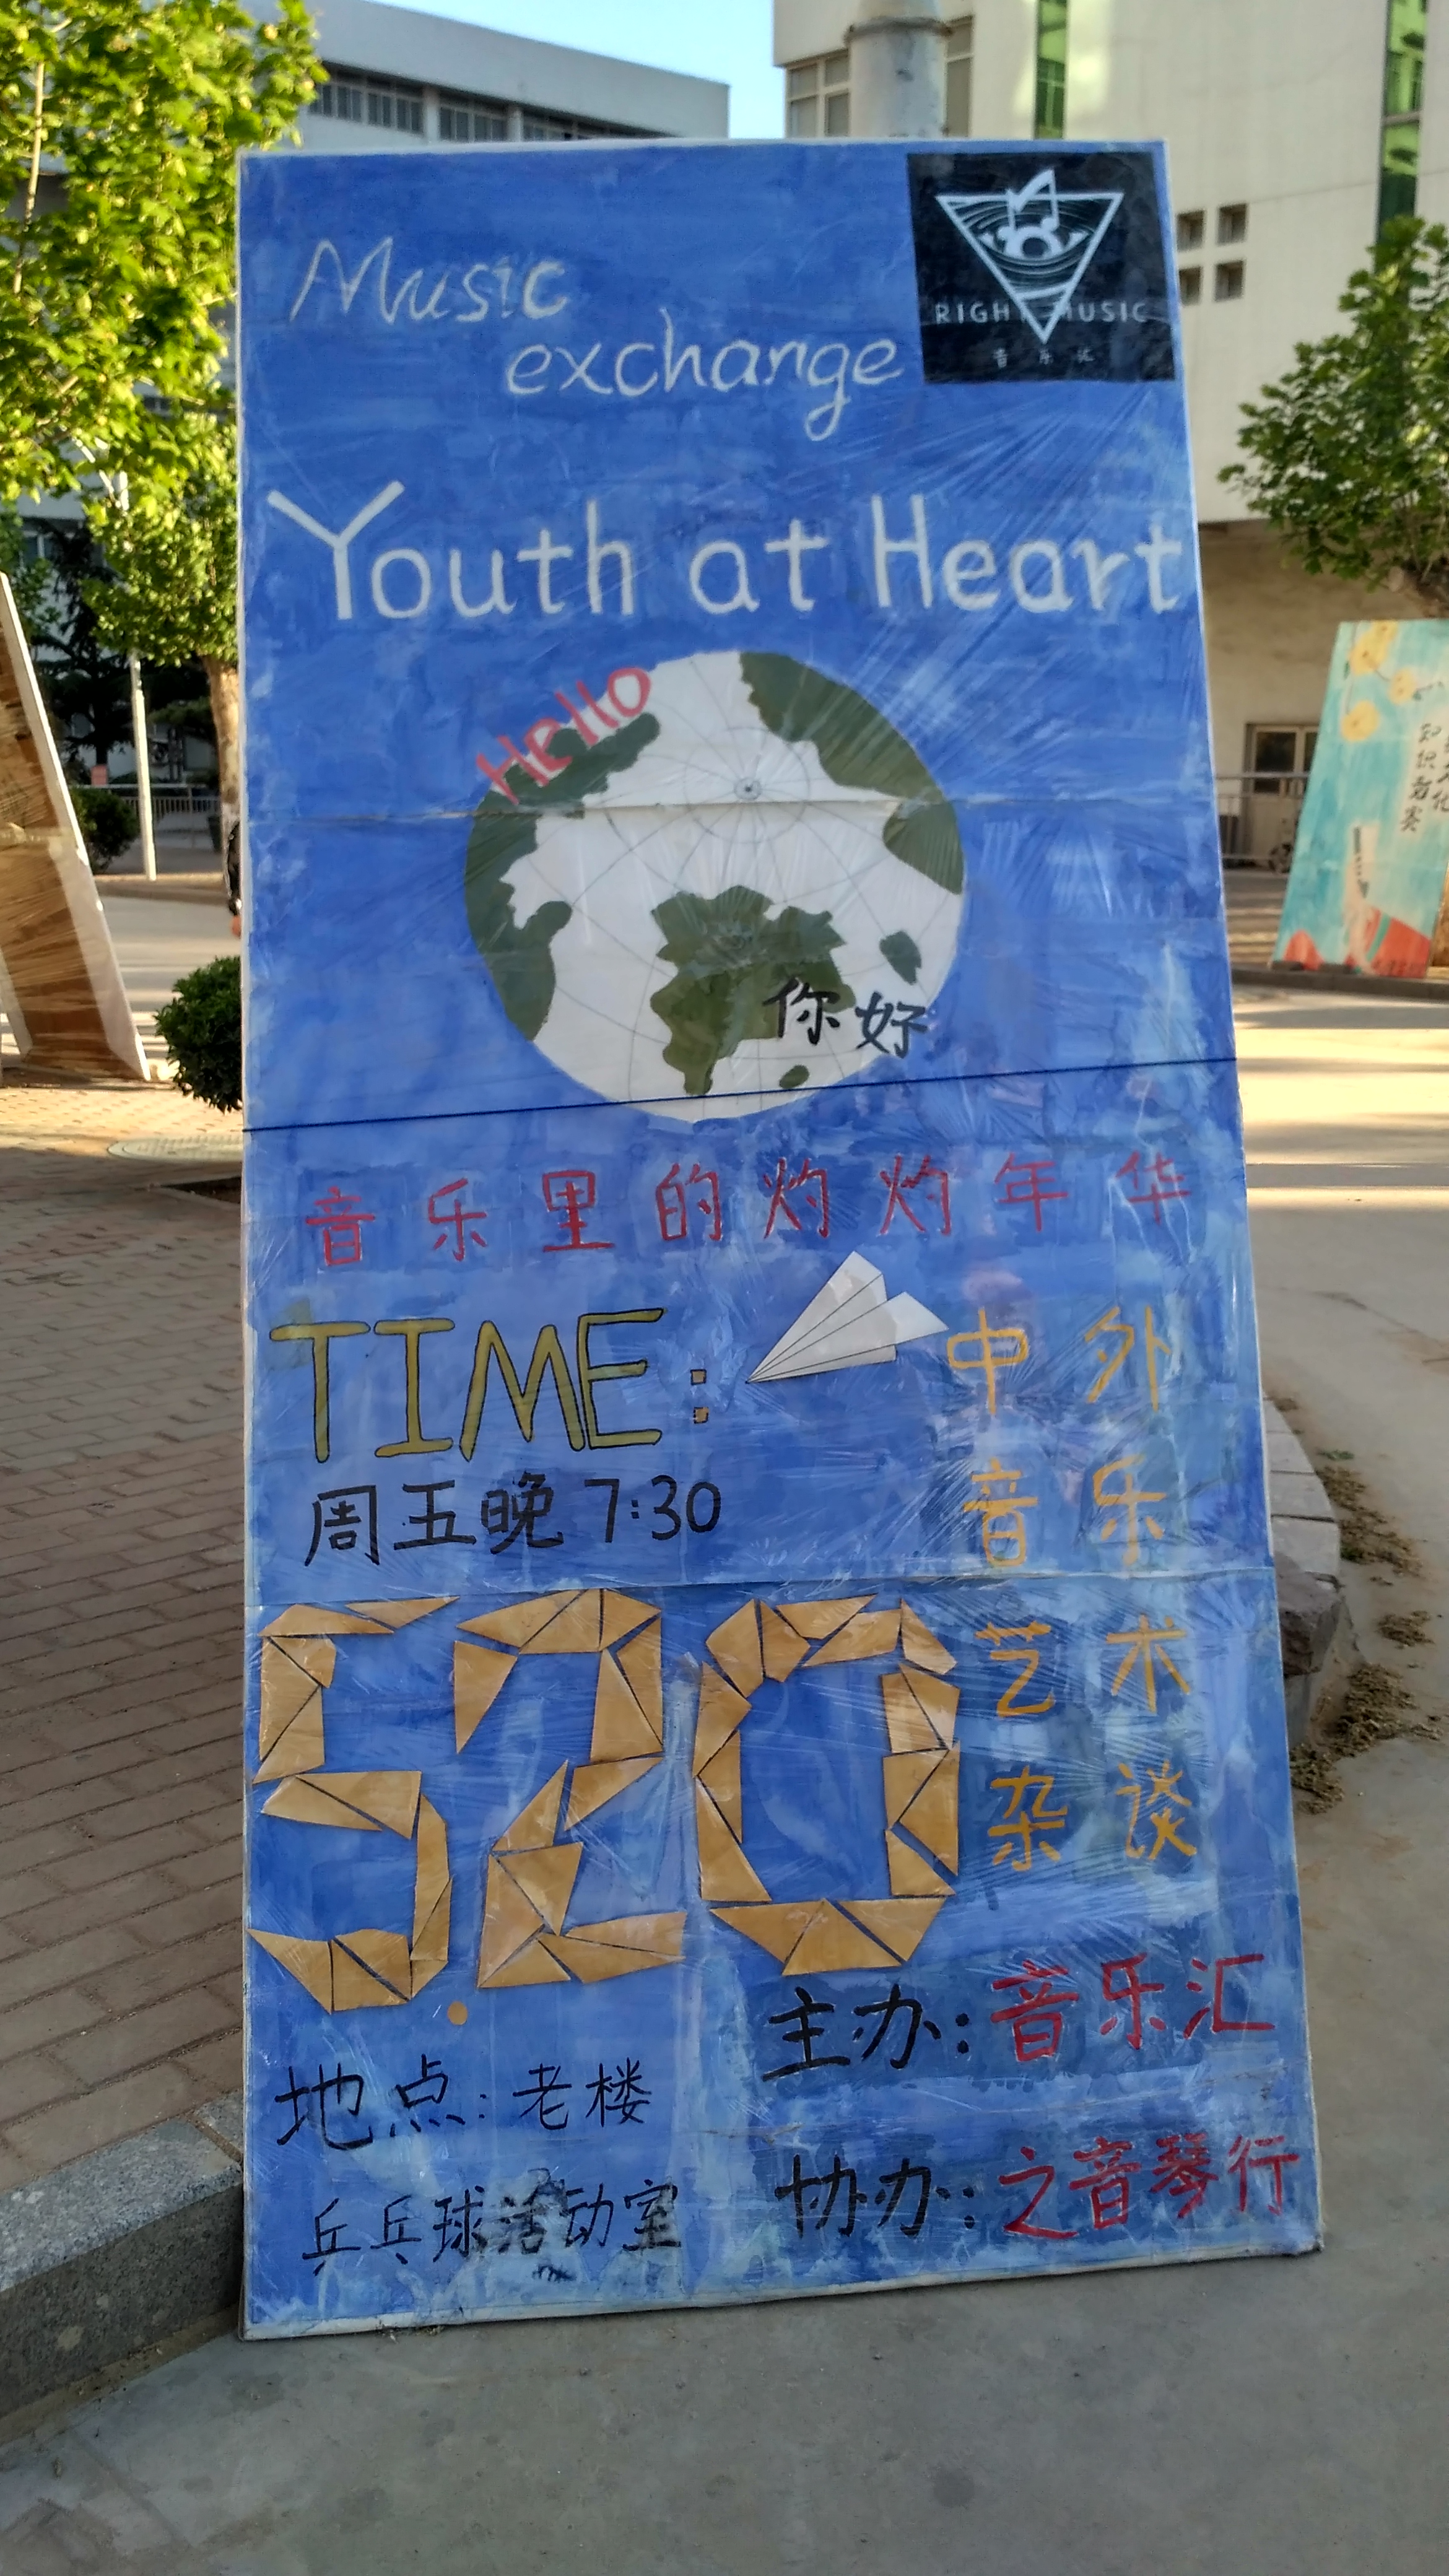 Music
exchange
RIGHT MUSIC
音乐汇
Youth at Heart
Hello
你好
音乐里的灼灼年华
TIME:
周五晚 7:30
中外
音乐
艺术
杂谈
5.20
主办:音乐汇
协办:之音琴行
地点:老楼
乒乓球活动室